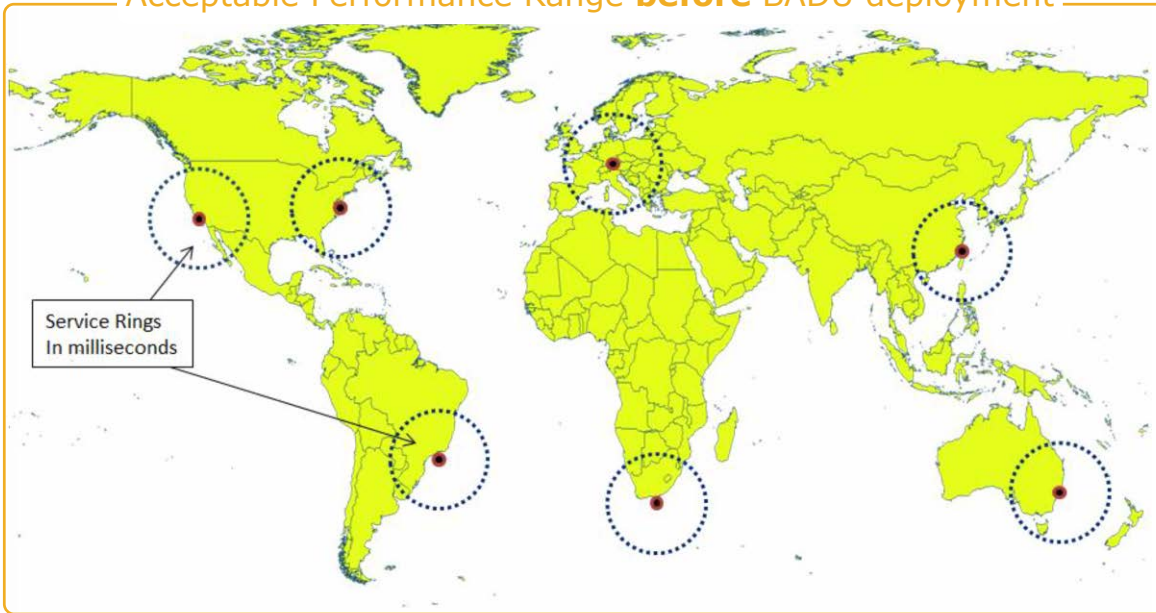 Acceptable Performance Range before BADU deployment
Service Rings
In milliseconds